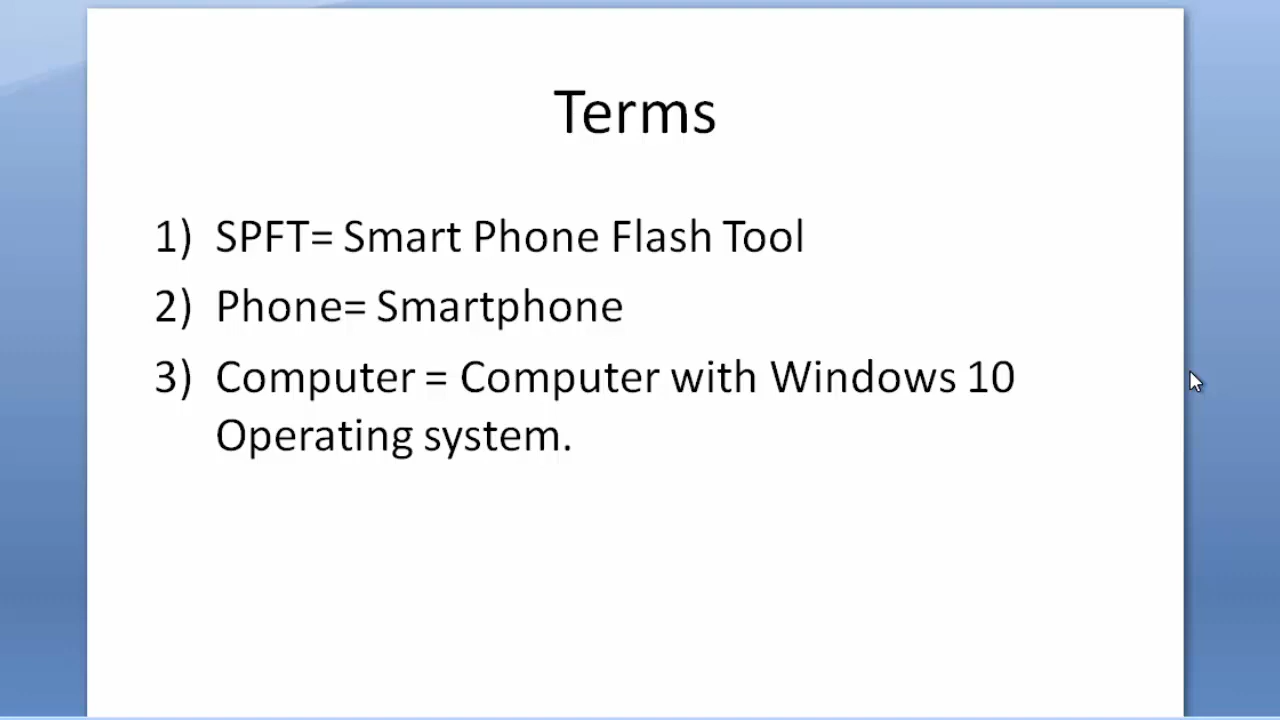 Terms
1) SPFT= Smart Phone Flash Tool
2) Phone= Smartphone
3) Computer = Computer with Windows 10
Operating system.